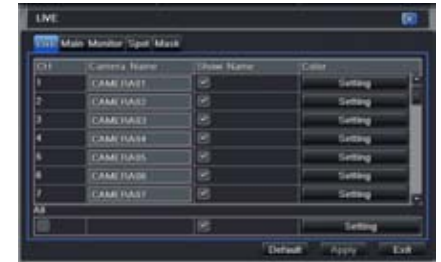 LIVE
LIVE Main Monitor Spot Mask
CH Camera Name Show Name Color
1 CAMERA01 Setting
2 CAMERA02 Setting
3 CAMERA03 Setting
4 CAMERA04 Setting
5 CAMERA05 Setting
6 CAMERA06 Setting
7 CAMERA07 Setting
All
Setting
Default Apply Exit